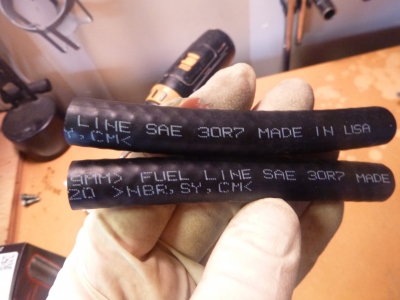 LINE SAE 30R7 MADE IN USA
Y, CM<
9MM> FUEL LINE SAE 30R7 MADE
20 >NBR, SY, CM<